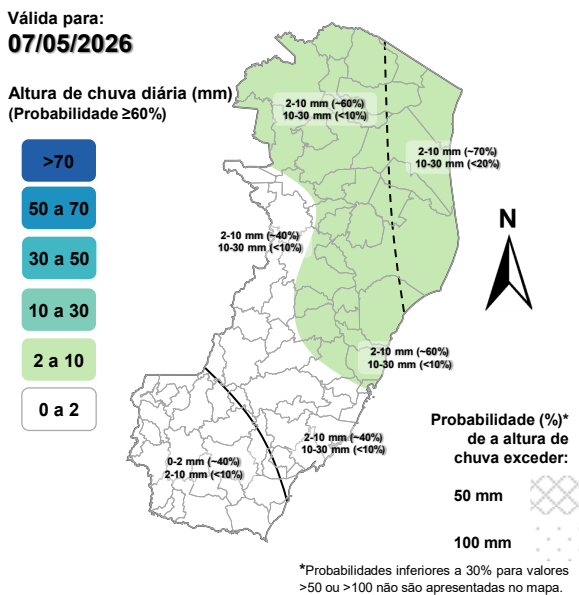 Válida para:
07/05/2026
Altura de chuva diária (mm)
(Probabilidade ≥60%)
>70
50 a 70
30 a 50
10 a 30
2 a 10
0 a 2
2-10 mm (~60%)
10-30 mm (<10%)
2-10 mm (~70%)
10-30 mm (<20%)
2-10 mm (~40%)
10-30 mm (<10%)
2-10 mm (~60%)
10-30 mm (<10%)
2-10 mm (~40%)
10-30 mm (<10%)
0-2 mm (~40%)
2-10 mm (<10%)
N
Probabilidade (%)*
de a altura de
chuva exceder:
50 mm
100 mm
*Probabilidades inferiores a 30% para valores
>50 ou >100 não são apresentadas no mapa.